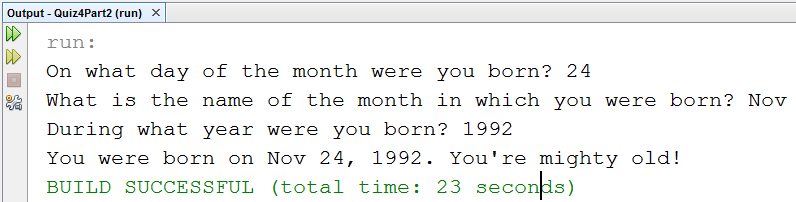 Output - Quiz4Part2 (run) ×
run:
On what day of the month were you born? 24
What is the name of the month in which you were born? Nov
During what year were you born? 1992
You were born on Nov 24, 1992. You're mighty old!
BUILD SUCCESSFUL (total time: 23 seconds)